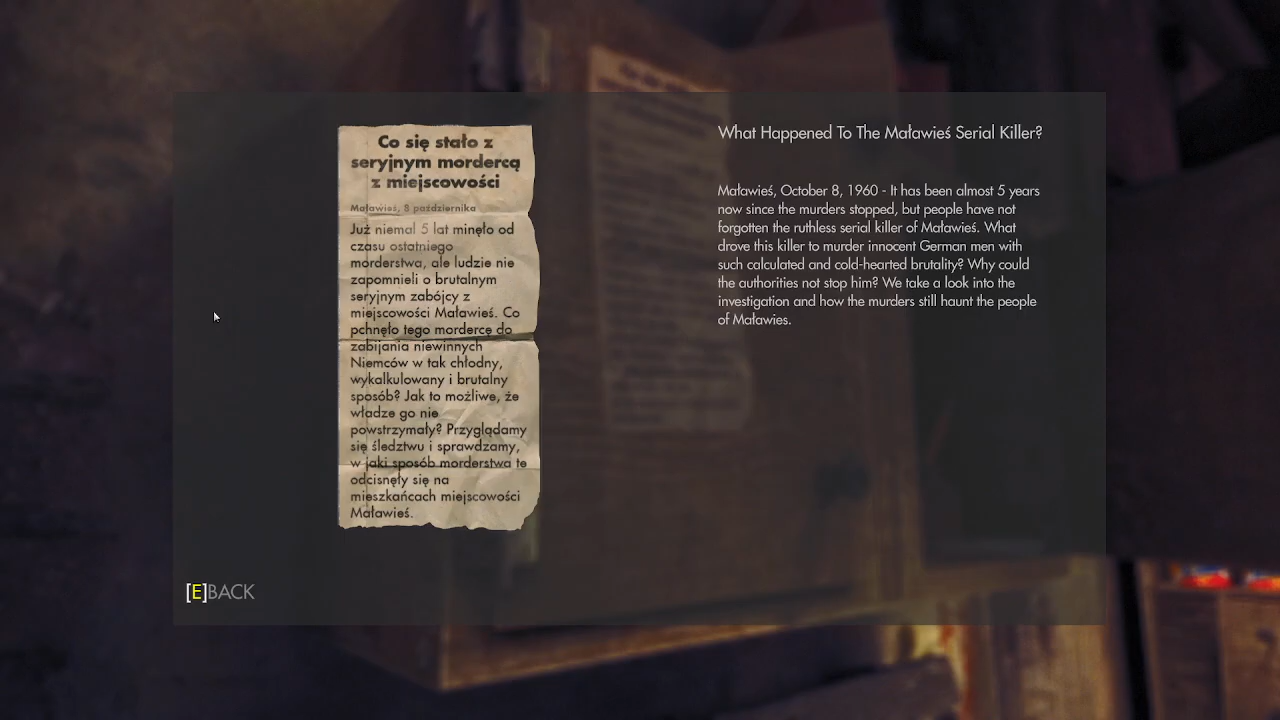 Co się stało z
seryjnym mordercą
z miejscowości
Maławieś, 8 października
Już niemal 5 lat minęło od
czasu ostatniego
morderstwa, ale ludzie nie
zapomnieli o brutalnym
seryjnym zabójcy z
miejscowości Maławieś. Co
pchnęło tego mordercę do
zabijania niewinnych
Niemców w tak chłodny,
wykalkulowany i brutalny
sposób? Jak to możliwe, że
władze go nie
powstrzymały? Przyglądamy
się śledztwu i sprawdzamy,
w jaki sposób morderstwa te
odcisnęły się na
mieszkańcach miejscowości
Maławieś.
What Happened To The Maławieś Serial Killer?
Maławieś, October 8, 1960 - It has been almost 5 years
now since the murders stopped, but people have not
forgotten the ruthless serial killer of Maławieś. What
drove this killer to murder innocent German men with
such calculated and cold-hearted brutality? Why could
the authorities not stop him? We take a look into the
investigation and how the murders still haunt the people
of Maławies.
[E]BACK